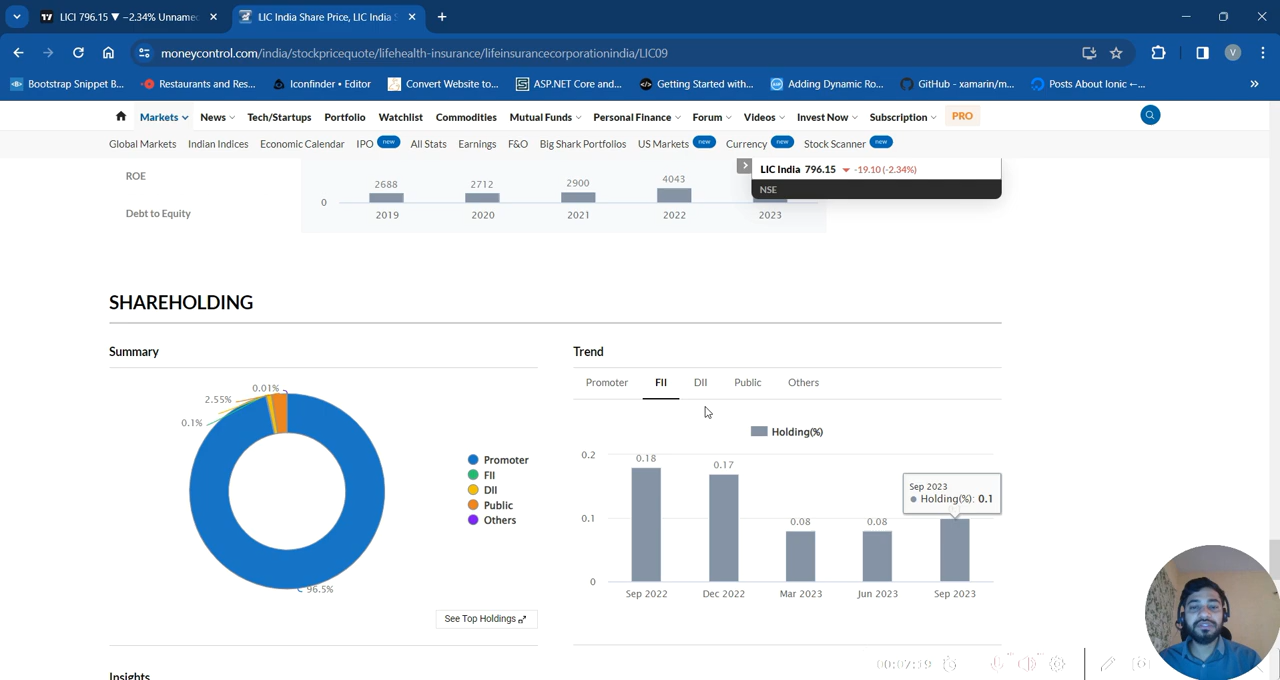 LICI 796.15 ▼ −2.34% Unname
LIC India Share Price, LIC India S
moneycontrol.com/india/stockpricequote/lifehealth-insurance/lifeinsurancecorporationindia/LIC09
V
Bootstrap Snippet B...
Restaurants and Res...
Iconfinder • Editor
Convert Website to...
ASP.NET Core and...
Getting Started with...
Adding Dynamic Ro...
GitHub - xamarin/m...
Posts About Ionic ←...
Markets News Tech/Startups Portfolio Watchlist Commodities Mutual Funds Personal Finance Forum Videos Invest Now Subscription PRO
Global Markets Indian Indices Economic Calendar IPO new All Stats Earnings F&O Big Shark Portfolios US Markets new Currency new Stock Scanner new
LIC India 796.15 -19.10 (-2.34%)
NSE
ROE
Debt to Equity
2688 2712 2900 4043
0
2019 2020 2021 2022 2023
SHAREHOLDING
Summary
0.01%
2.55%
0.1%
96.5%
Promoter
FII
DII
Public
Others
See Top Holdings
Trend
Promoter FII DII Public Others
Holding(%)
0.2
0.1
0
0.18 0.17 0.08 0.08
Sep 2023
Holding(%): 0.1
Sep 2022 Dec 2022 Mar 2023 Jun 2023 Sep 2023
Insights
00:07:19